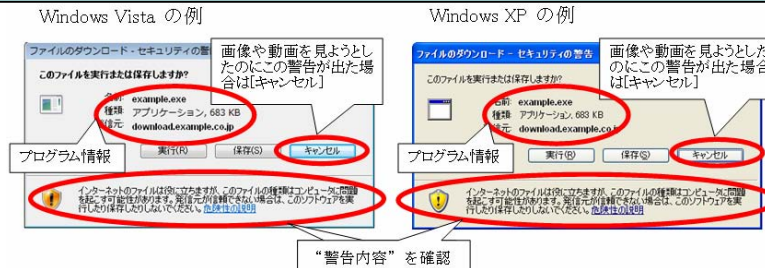 Windows Vista の例
Windows XP の例
ファイルのダウンロード - セキュリティの警
画像や動画を見ようとし
たのにこの警告が出た場
合は[キャンセル]
このファイルを実行または保存しますか?
名前: example.exe
種類: アプリケーション, 683 KB
発信元: download.example.co.jp
プログラム情報
実行(R)
保存(S)
キャンセル
インターネットのファイルは役に立ちますが、このファイルの種類はコンピュータに問題
を起こす可能性があります。発信元が信頼できない場合は、このソフトウェアを実
行したり保存したりしないでください。危険性の説明
ファイルのダウンロード - セキュリティの警告
画像や動画を見ようとした
のにこの警告が出た場合
は[キャンセル]
このファイルを実行または保存しますか?
名前: example.exe
種類: アプリケーション, 683 KB
発信元: download.example.co.j
プログラム情報
実行(R)
保存(S)
キャンセル
インターネットのファイルは役に立ちますが、このファイルの種類はコンピュータに問題
を起こす可能性があります。発信元が信頼できない場合は、このソフトウェアを実
行したり保存したりしないでください。危険性の説明
“警告内容” を確認